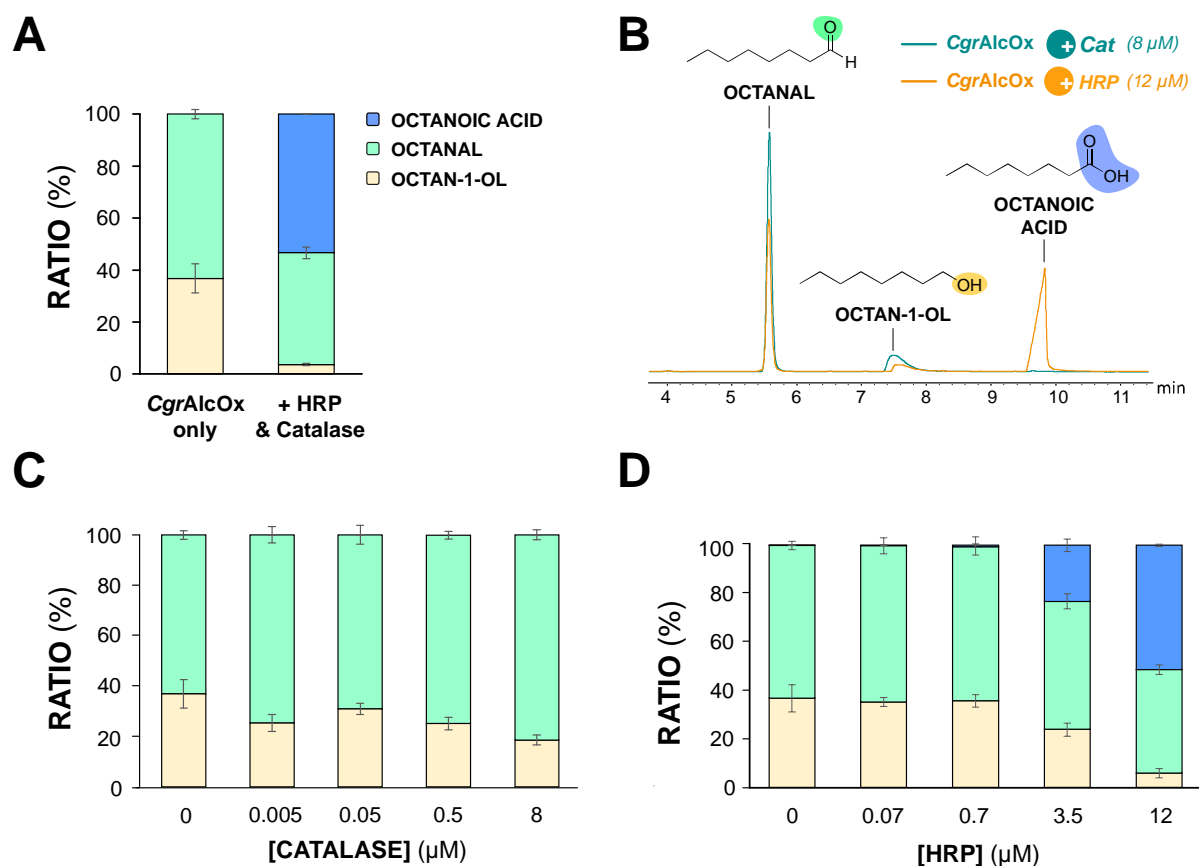 A
RATIO (%)
100
80
60
40
20
0
CgrAlcOx
only
+ HRP
& Catalase
OCTANOIC ACID
OCTANAL
OCTAN-1-OL
B
O
H
OCTANAL
CgrAlcOx + Cat (8 µM)
CgrAlcOx + HRP (12 µM)
O
OH
OCTANOIC
ACID
OH
OCTAN-1-OL
4 5 6 7 8 9 10 11 min
C
RATIO (%)
100
80
60
40
20
0
0 0.005 0.05 0.5 8
[CATALASE] (µM)
D
RATIO (%)
100
80
60
40
20
0
0 0.07 0.7 3.5 12
[HRP] (µM)